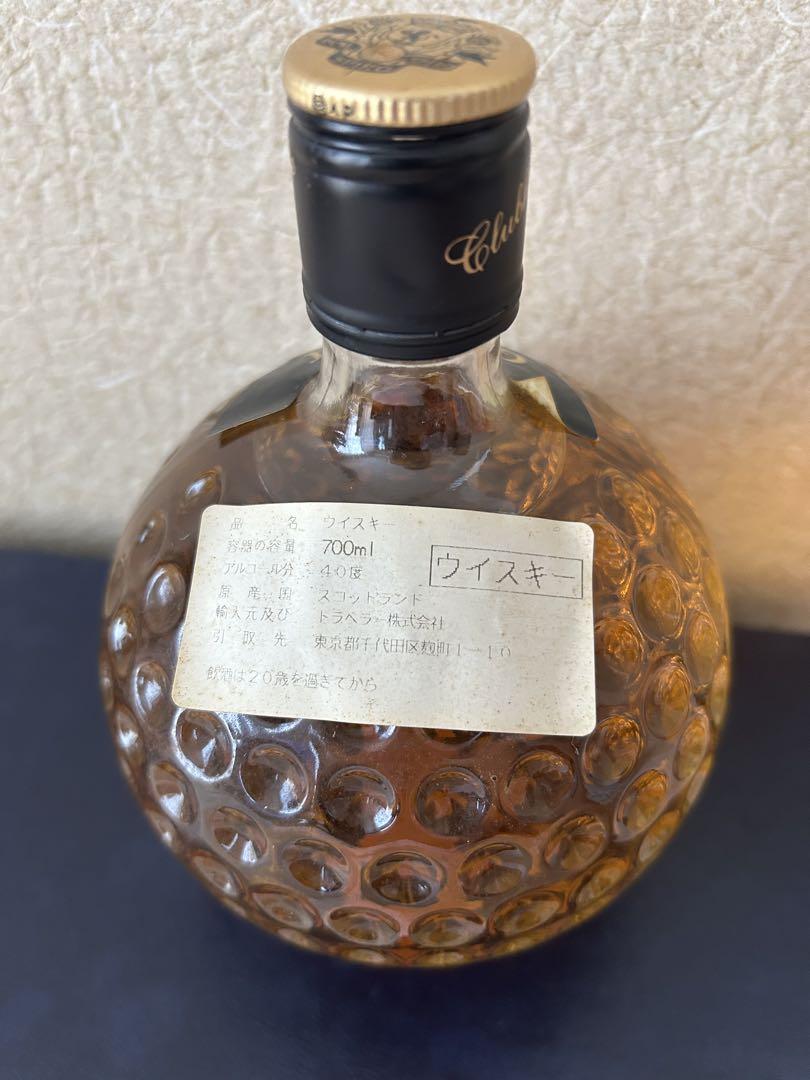 Club
品名 ウイスキー
容器の容量 700ml
アルコール分 40度
ウイスキー
原産国 スコットランド
輸入元及び トラベラー株式会社
引取先 東京都千代田区麹町1-10
飲酒は20歳を過ぎてから